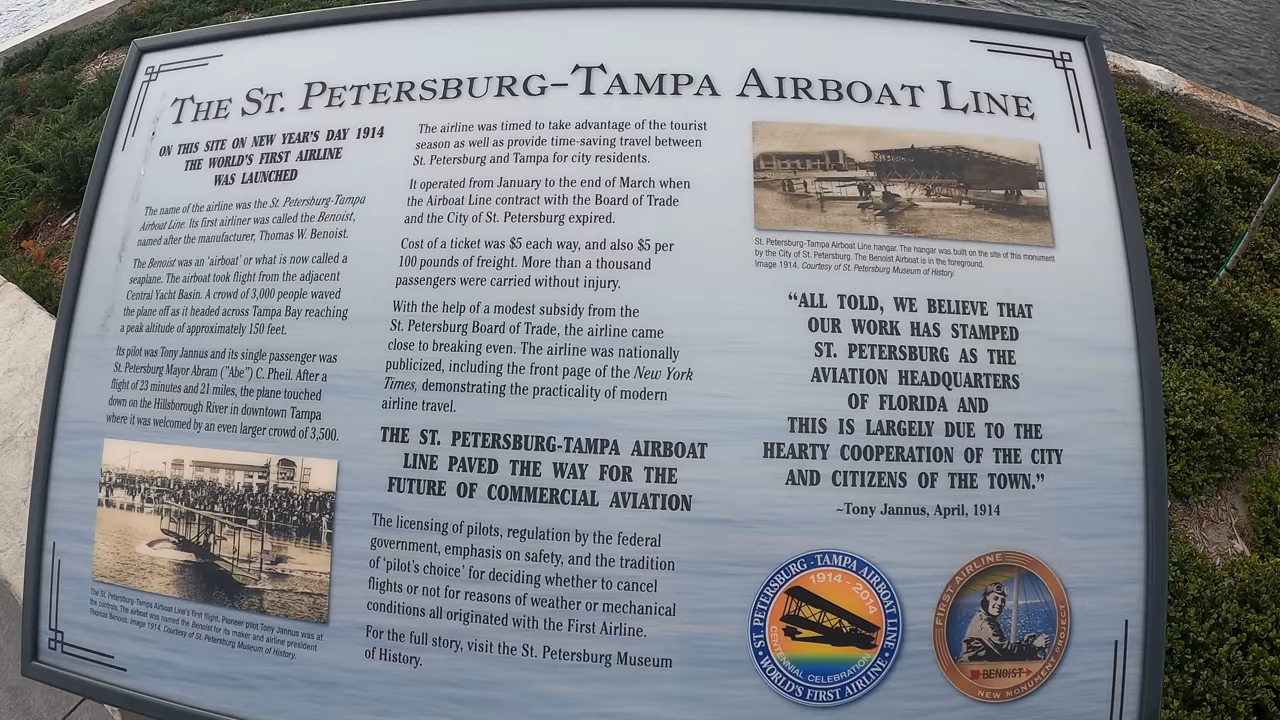 THE ST. PETERSBURG–TAMPA AIRBOAT LINE
ON THIS SITE ON NEW YEAR'S DAY 1914
THE WORLD'S FIRST AIRLINE
WAS LAUNCHED
The name of the airline was the St. Petersburg-Tampa
Airboat Line. Its first airliner was called the Benoist,
named after the manufacturer, Thomas W. Benoist.
The Benoist was an 'airboat' or what is now called a
seaplane. The airboat took flight from the adjacent
Central Yacht Basin. A crowd of 3,000 people waved
the plane off as it headed across Tampa Bay reaching
a peak altitude of approximately 150 feet.
Its pilot was Tony Jannus and its single passenger was
St. Petersburg Mayor Abram ("Abe") C. Pheil. After a
flight of 23 minutes and 21 miles, the plane touched
down on the Hillsborough River in downtown Tampa
where it was welcomed by an even larger crowd of 3,500.
The St. Petersburg-Tampa Airboat Line's first flight. Pioneer pilot Tony Jannus was at
the controls. The airboat was named the Benoist for its maker and airline president
Thomas Benoist. Image 1914. Courtesy of St. Petersburg Museum of History.
The airline was timed to take advantage of the tourist
season as well as provide time-saving travel between
St. Petersburg and Tampa for city residents.
It operated from January to the end of March when
the Airboat Line contract with the Board of Trade
and the City of St. Petersburg expired.
Cost of a ticket was $5 each way, and also $5 per
100 pounds of freight. More than a thousand
passengers were carried without injury.
With the help of a modest subsidy from the
St. Petersburg Board of Trade, the airline came
close to breaking even. The airline was nationally
publicized, including the front page of the New York
Times, demonstrating the practicality of modern
airline travel.
THE ST. PETERSBURG-TAMPA AIRBOAT
LINE PAVED THE WAY FOR THE
FUTURE OF COMMERCIAL AVIATION
The licensing of pilots, regulation by the federal
government, emphasis on safety, and the tradition
of 'pilot's choice' for deciding whether to cancel
flights or not for reasons of weather or mechanical
conditions all originated with the First Airline.
For the full story, visit the St. Petersburg Museum
of History.
St. Petersburg-Tampa Airboat Line hangar. The hangar was built on the site of this monument
by the City of St. Petersburg. The Benoist Airboat is in the foreground.
Image 1914. Courtesy of St. Petersburg Museum of History.
"ALL TOLD, WE BELIEVE THAT
OUR WORK HAS STAMPED
ST. PETERSBURG AS THE
AVIATION HEADQUARTERS
OF FLORIDA AND
THIS IS LARGELY DUE TO THE
HEARTY COOPERATION OF THE CITY
AND CITIZENS OF THE TOWN."
~Tony Jannus, April, 1914
ST. PETERSBURG - TAMPA AIRBOAT LINE
1914 - 2014
CENTENNIAL CELEBRATION
WORLD'S FIRST AIRLINE
FIRST AIRLINE
BENOIST
NEW MONUMENT PROJECT